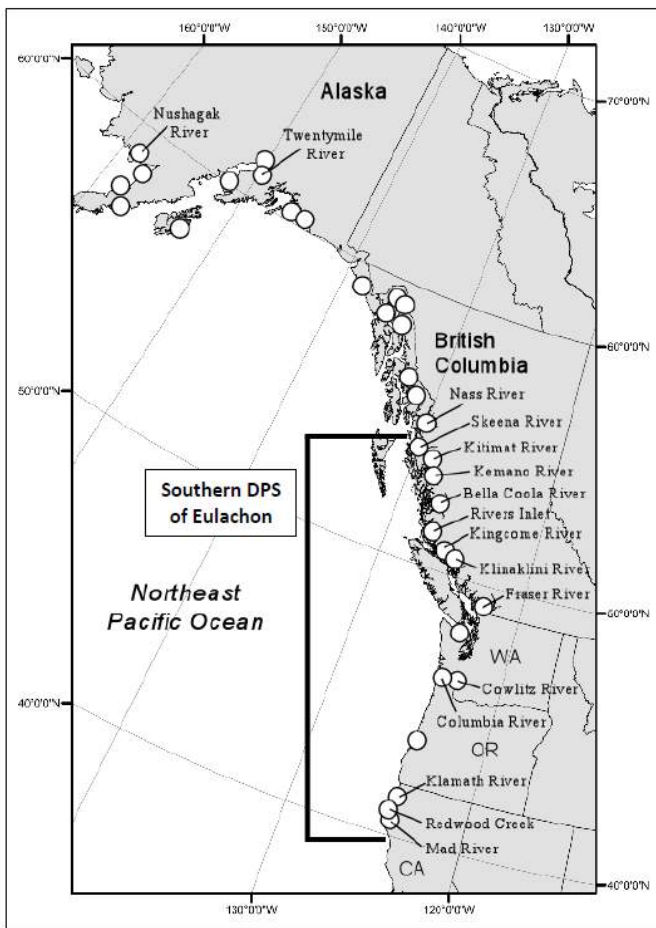 160°0'0"W
150°0'0"W
140°0'0"W
130°0'0"W
60°0'0"N
70°0'0"N
Alaska
Nushagak
River
Twentymile
River
British
Columbia
60°0'0"N
50°0'0"N
Nass River
Skeena River
Kitimat River
Kemano River
Southern DPS
of Eulachon
Bella Coola River
Rivers Inlet
Kingcome River
Klinaklini River
Northeast
Pacific Ocean
Fraser River
50°0'0"N
WA
Cowlitz River
40°0'0"N
Columbia River
OR
Klamath River
Redwood Creek
Mad River
CA
40°0'0"N
130°0'0"W
120°0'0"W